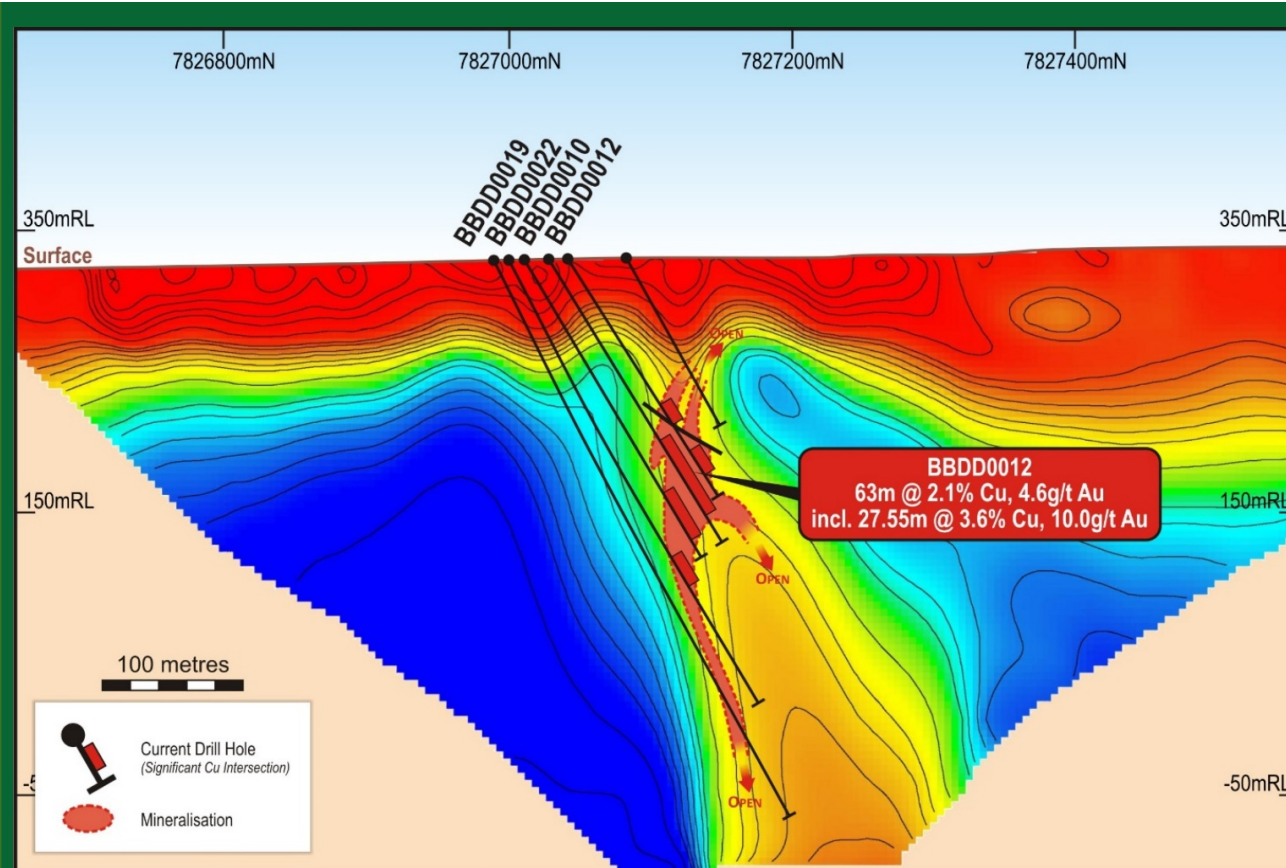 7826800mN
7827000mN
7827200mN
7827400mN
BBDD0019
BBDD0022
BBDD0010
BBDD0012
350mRL
350mRL
Surface
OPEN
BBDD0012
63m @ 2.1% Cu, 4.6g/t Au
incl. 27.55m @ 3.6% Cu, 10.0g/t Au
150mRL
150mRL
OPEN
100 metres
Current Drill Hole
(Significant Cu Intersection)
Mineralisation
OPEN
-50mRL